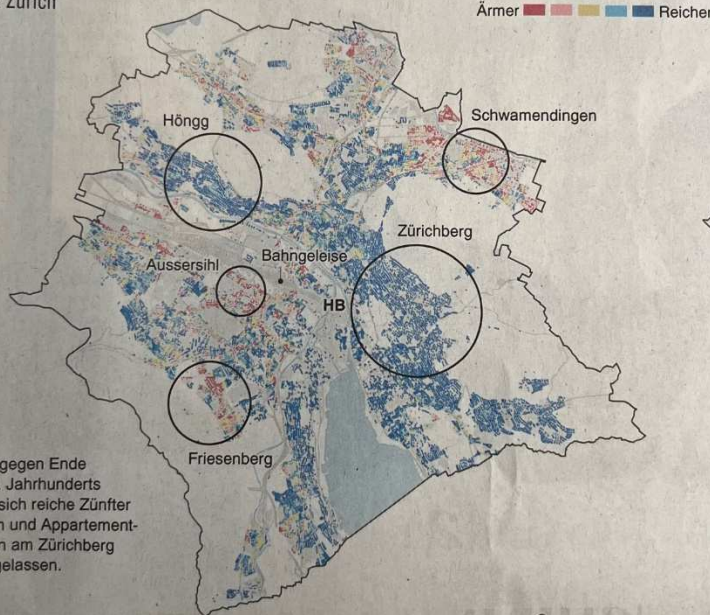 Zürich
Ärmer
Reicher
Höngg
Schwamendingen
Zürichberg
Aussersihl
Bahngeleise
HB
Friesenberg
gegen Ende
Jahrhunderts
sich reiche Zünfter
und Appartement-
am Zürichberg
gelassen.